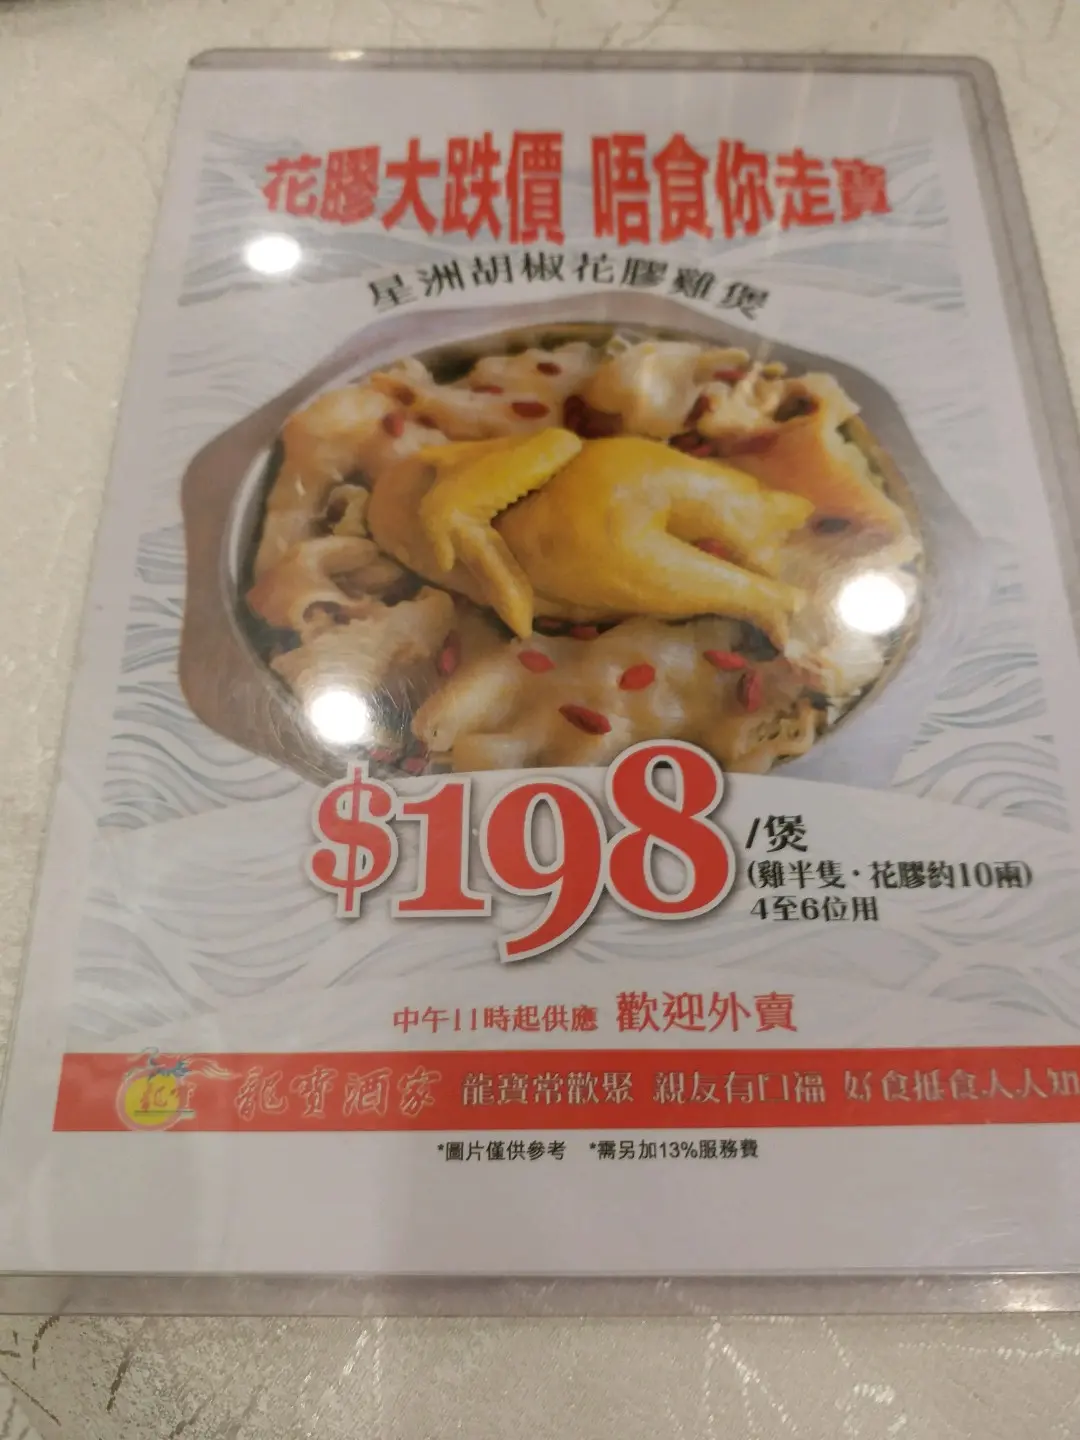 花膠大跌價 唔食你走寶
星洲胡椒花膠雞煲
$198
/煲
(雞半隻·花膠約10兩)
4至6位用
中午11時起供應 歡迎外賣
龍寶酒家 龍寶常歡聚 親友有口福 好食抵食人人知
*圖片僅供參考 *需另加13%服務費